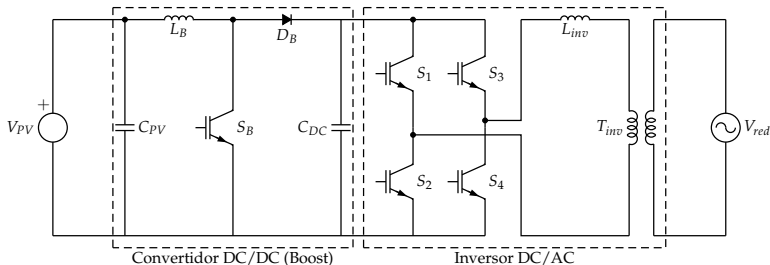 L_B
D_B
L_inv
S_1
S_3
+
V_PV
C_PV
S_B
C_DC
T_inv
V_red
S_2
S_4
Convertidor DC/DC (Boost)
Inversor DC/AC